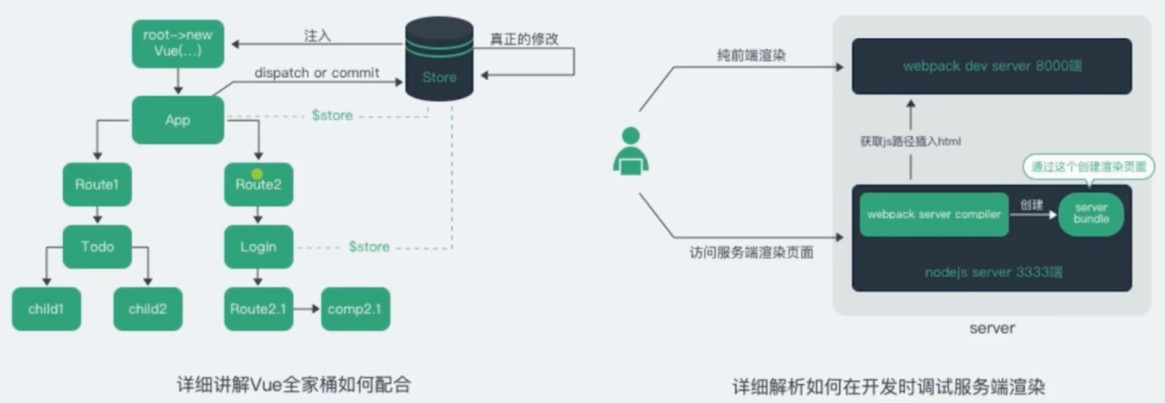 root->new
Vue(...)
注入
Store
真正的修改
dispatch or commit
App
$store
Route1
Route2
Todo
Login
$store
child1
child2
Route2.1
comp2.1
详细讲解Vue全家桶如何配合
纯前端渲染
webpack dev server 8000端
获取js路径插入html
通过这个创建渲染页面
webpack server compiler
创建
server
bundle
访问服务端渲染页面
nodejs server 3333端
server
详细解析如何在开发时调试服务端渲染